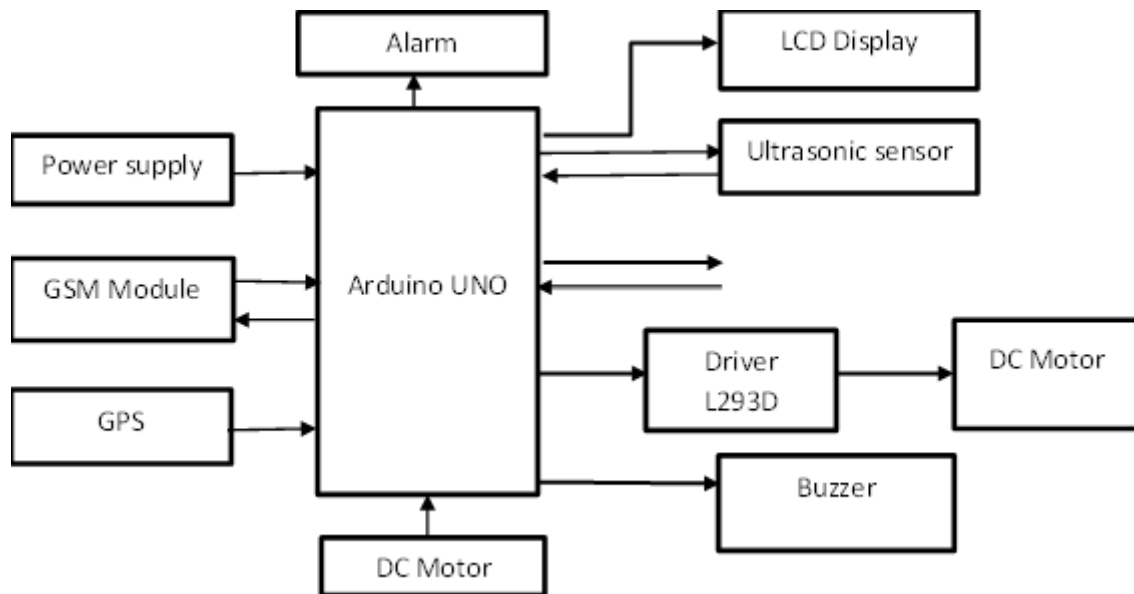 Alarm
LCD Display
Power supply
Ultrasonic sensor
GSM Module
Arduino UNO
Driver
L293D
DC Motor
GPS
Buzzer
DC Motor